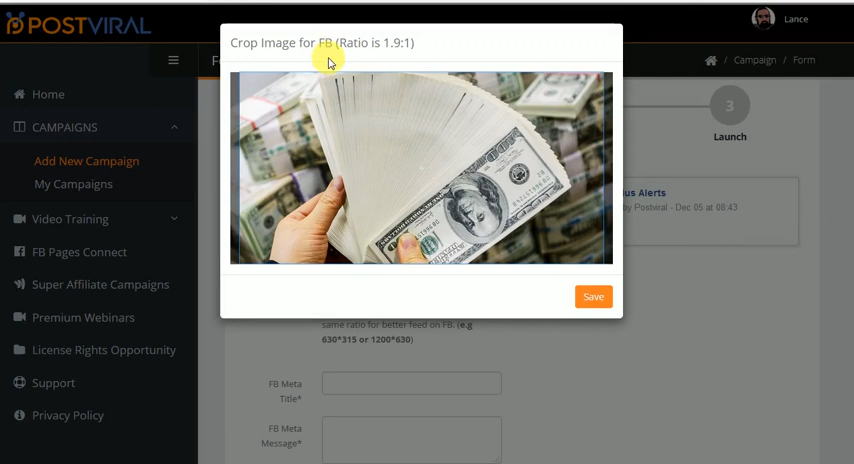 POSTVIRAL
Lance
Crop Image for FB (Ratio is 1.9:1)
Campaign / Form
Home
CAMPAIGNS
Add New Campaign
My Campaigns
Video Training
FB Pages Connect
Super Affiliate Campaigns
Premium Webinars
License Rights Opportunity
Support
Privacy Policy
3
Launch
lus Alerts
by Postviral - Dec 05 at 08:43
Save
same ratio for better feed on FB. (e.g
630*315 or 1200*630)
FB Meta
Title*
FB Meta
Message*